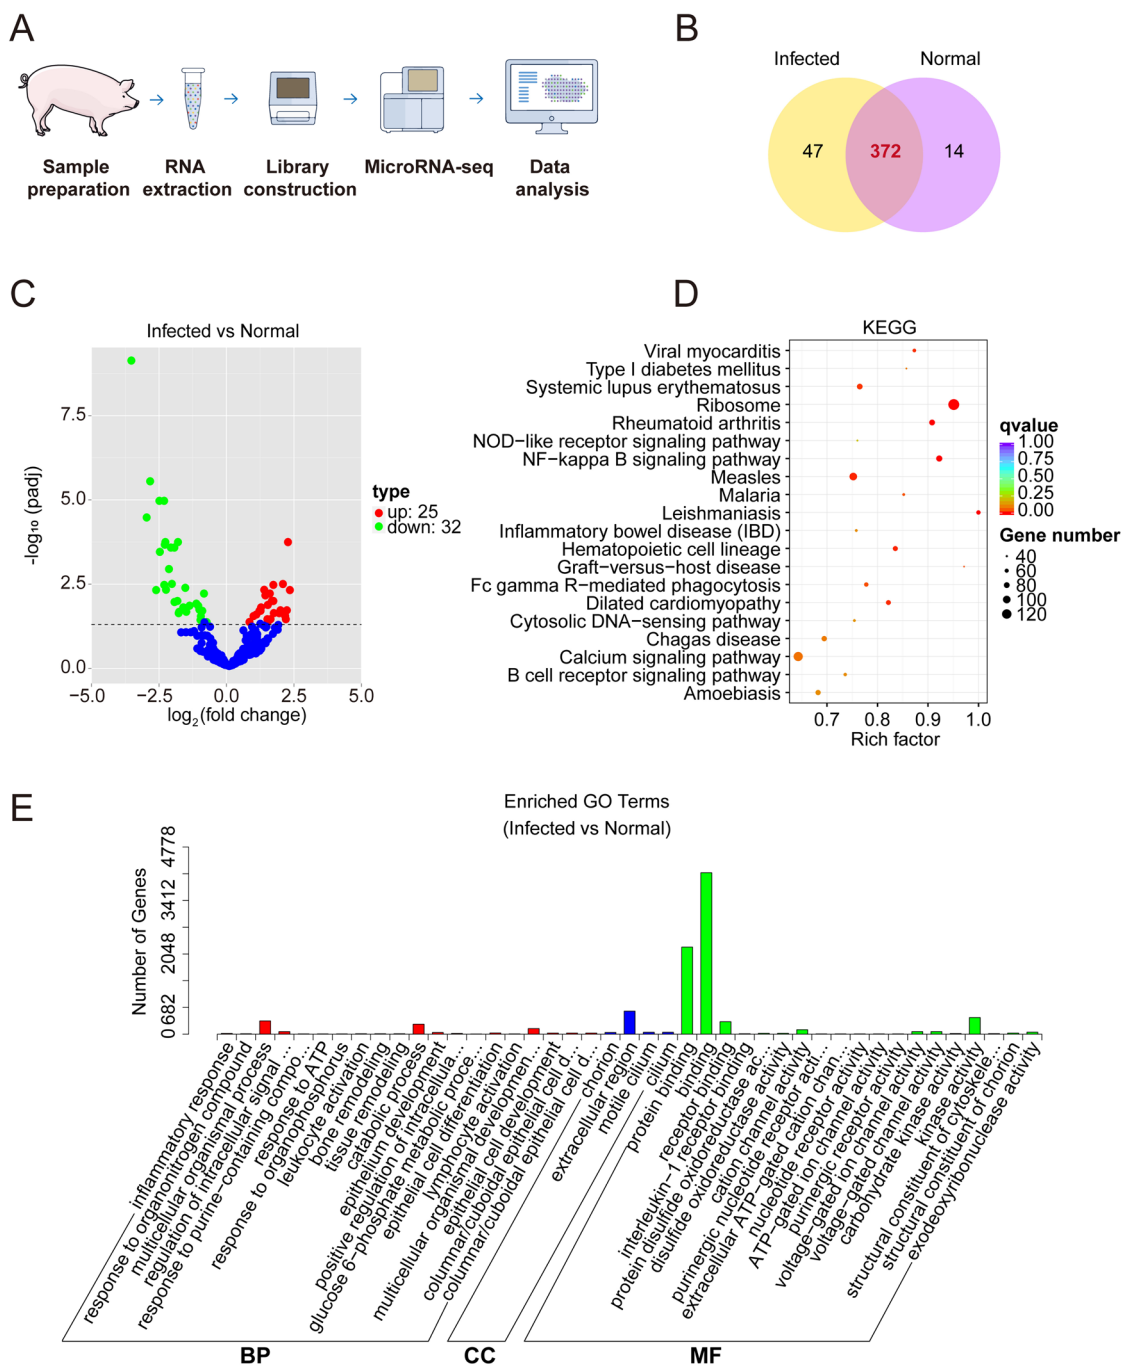 A
Sample
preparation
RNA
extraction
Library
construction
MicroRNA-seq
Data
analysis
B
Infected
Normal
47
372
14
C
Infected vs Normal
-log₁₀ (padj)
7.5
5.0
2.5
0.0
−5.0
−2.5
0.0
2.5
5.0
log₂(fold change)
type
up: 25
down: 32
D
KEGG
Viral myocarditis
Type I diabetes mellitus
Systemic lupus erythematosus
Ribosome
Rheumatoid arthritis
NOD−like receptor signaling pathway
NF−kappa B signaling pathway
Measles
Malaria
Leishmaniasis
Inflammatory bowel disease (IBD)
Hematopoietic cell lineage
Graft−versus−host disease
Fc gamma R−mediated phagocytosis
Dilated cardiomyopathy
Cytosolic DNA−sensing pathway
Chagas disease
Calcium signaling pathway
B cell receptor signaling pathway
Amoebiasis
0.7
0.8
0.9
1.0
Rich factor
qvalue
1.00
0.75
0.50
0.25
0.00
Gene number
40
60
80
100
120
E
Enriched GO Terms
(Infected vs Normal)
Number of Genes
4778
3412
2048
682
0
inflammatory response
response to organonitrogen compound
multicellular organismal process
regulation of intracellular signal ...
response to purine−containing compo...
response to ATP
response to organophosphorus
leukocyte activation
bone remodeling
tissue remodeling
catabolic process
epithelium development
positive regulation of intracellula...
glucose 6−phosphate metabolic proce...
epithelial cell differentiation
lymphocyte activation
multicellular organismal developmen...
epithelial cell development
columnar/cuboidal epithelial cell d...
columnar/cuboidal epithelial cell d...
chorion
extracellular region
motile cilium
cilium
protein binding
binding
receptor binding
interleukin−1 receptor binding
protein disulfide oxidoreductase ac...
disulfide oxidoreductase activity
cation channel activity
purinergic nucleotide receptor acti...
extracellular ATP−gated cation chan...
nucleotide receptor activity
ATP−gated ion channel activity
purinergic receptor activity
voltage−gated ion channel activity
voltage−gated channel activity
carbohydrate kinase activity
kinase activity
structural constituent of cytoskele...
structural constituent of chorion
exodeoxyribonuclease activity
BP
CC
MF